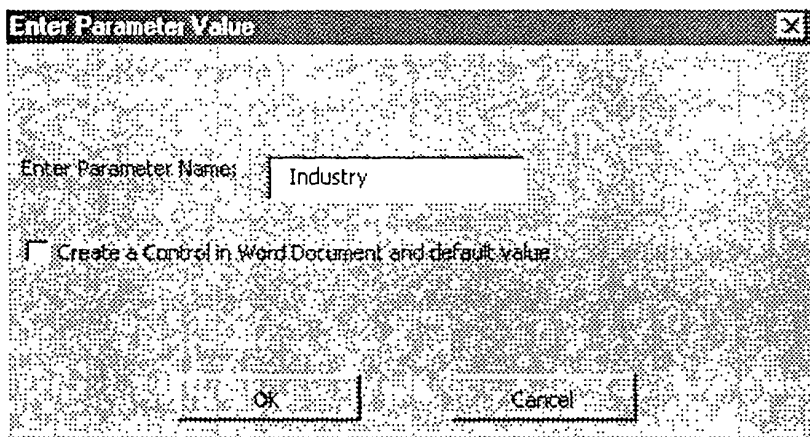 Enter Parameter Value
Enter Parameter Name: Industry
Create a Control in Word Document and default value
OK Cancel